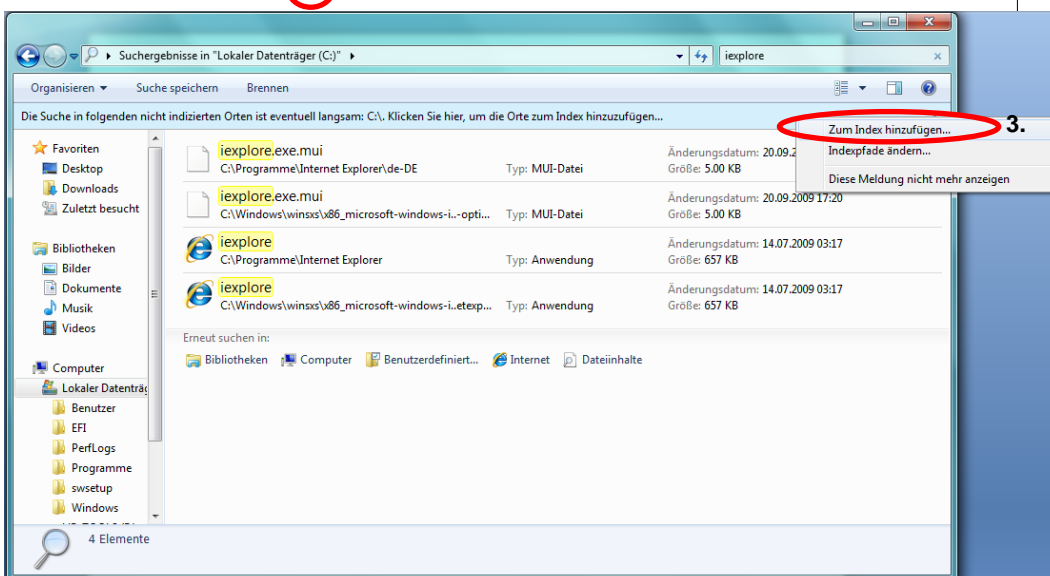 Suchergebnisse in "Lokaler Datenträger (C:)"
iexplore
Organisieren
Suche speichern
Brennen
Die Suche in folgenden nicht indizierten Orten ist eventuell langsam: C:\. Klicken Sie hier, um die Orte zum Index hinzuzufügen...
Zum Index hinzufügen...
3.
Indexpfade ändern...
Diese Meldung nicht mehr anzeigen
Favoriten
Desktop
Downloads
Zuletzt besucht
Bibliotheken
Bilder
Dokumente
Musik
Videos
Computer
Lokaler Datenträg
Benutzer
EFI
PerfLogs
Programme
swsetup
Windows
iexplore.exe.mui
C:\Programme\Internet Explorer\de-DE
Typ: MUI-Datei
Änderungsdatum: 20.09.2
Größe: 5.00 KB
iexplore.exe.mui
C:\Windows\winsxs\x86_microsoft-windows-i..-opti...
Typ: MUI-Datei
Änderungsdatum: 20.09.2009 17:20
Größe: 5.00 KB
iexplore
C:\Programme\Internet Explorer
Typ: Anwendung
Änderungsdatum: 14.07.2009 03:17
Größe: 657 KB
iexplore
C:\Windows\winsxs\x86_microsoft-windows-i..etexp...
Typ: Anwendung
Änderungsdatum: 14.07.2009 03:17
Größe: 657 KB
Erneut suchen in:
Bibliotheken
Computer
Benutzerdefiniert...
Internet
Dateiinhalte
4 Elemente